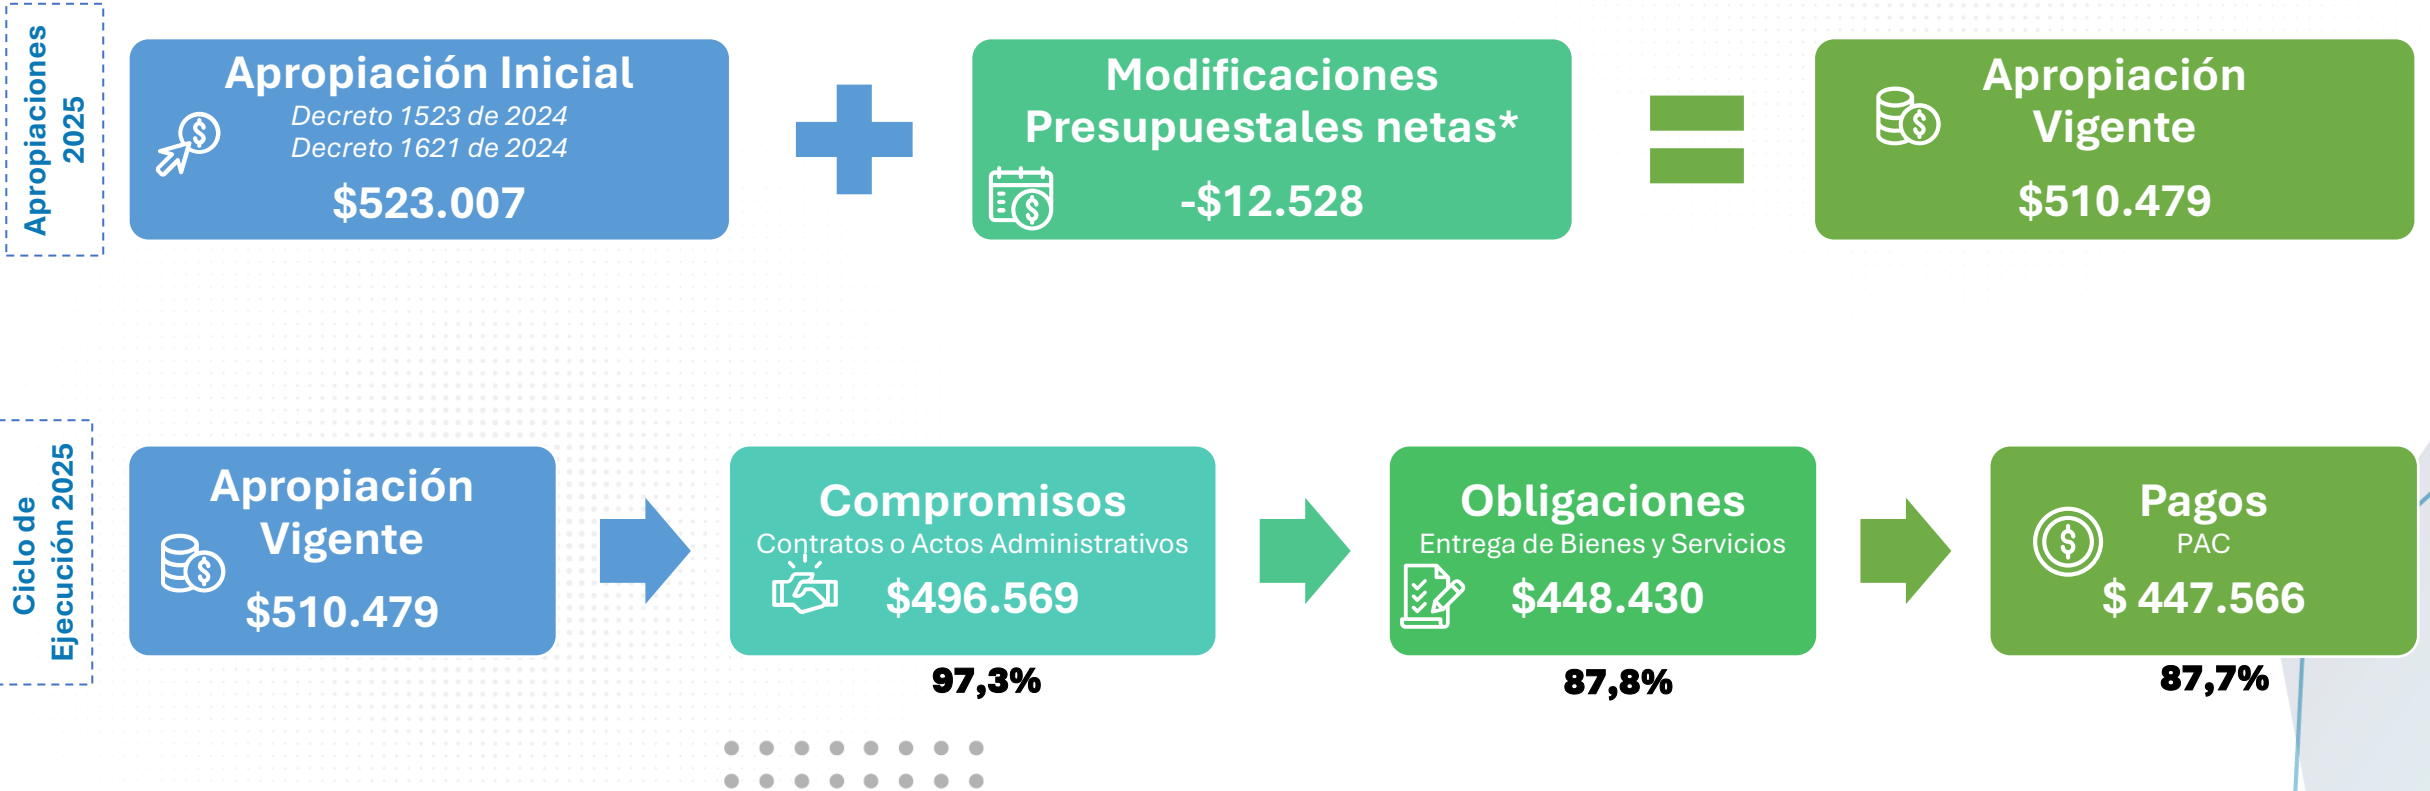 Apropiaciones
2025
Apropiación Inicial
Decreto 1523 de 2024
Decreto 1621 de 2024
$523.007
Modificaciones
Presupuestales netas*
-$12.528
Apropiación
Vigente
$510.479
Ciclo de
Ejecución 2025
Apropiación
Vigente
$510.479
Compromisos
Contratos o Actos Administrativos
$496.569
97,3%
Obligaciones
Entrega de Bienes y Servicios
$448.430
87,8%
Pagos
PAC
$ 447.566
87,7%